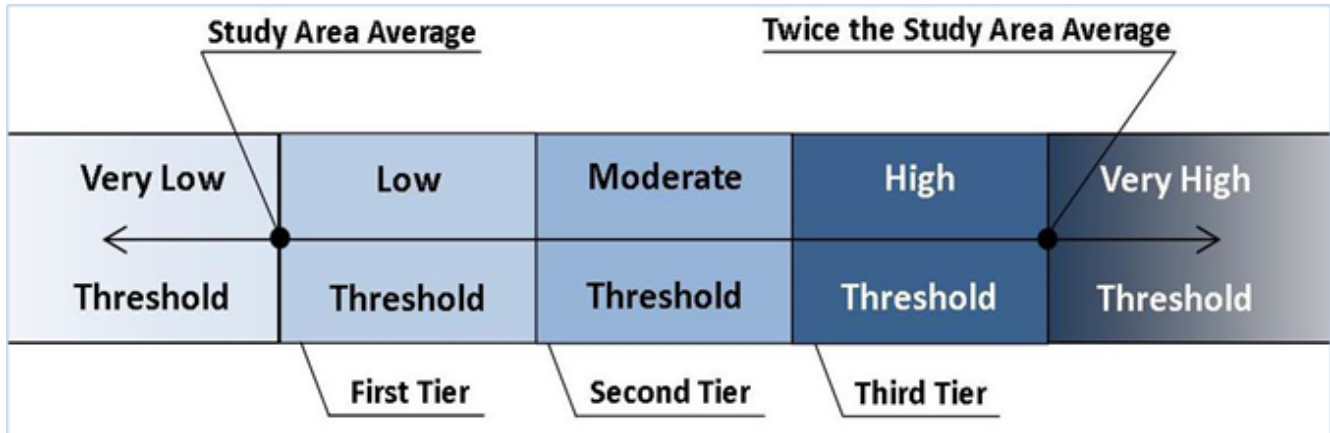 Study Area Average
Twice the Study Area Average
Very Low
Low
Moderate
High
Very High
Threshold
Threshold
Threshold
Threshold
Threshold
First Tier
Second Tier
Third Tier